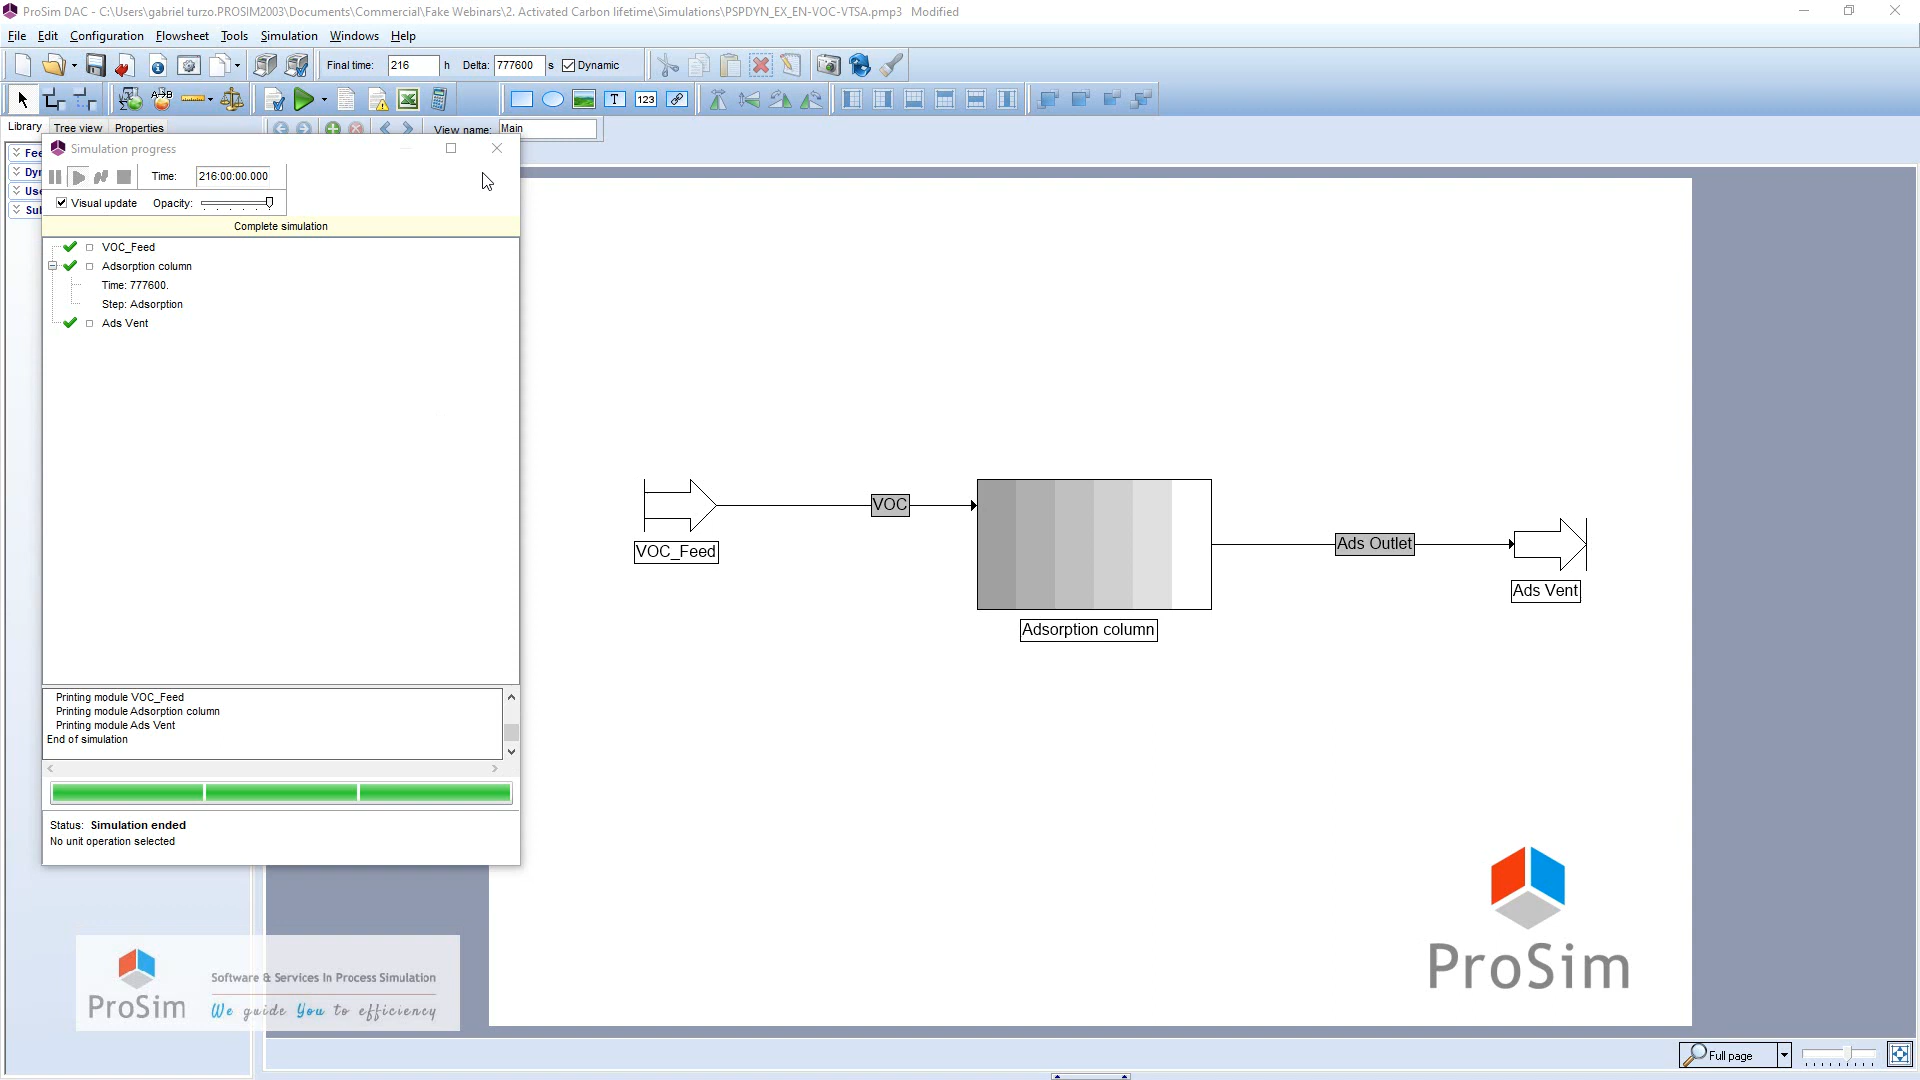 ProSim DAC - C:\Users\gabriel turzo.PROSIM2003\Documents\Commercial\Fake Webinars\2. Activated Carbon lifetime\Simulations\PSPDYN_EX_EN-VOC-VTSA.pmp3 Modified
File Edit Configuration Flowsheet Tools Simulation Windows Help
Final time: 216 h Delta: 777600 s Dynamic
Library Tree view Properties
View name: Main
Simulation progress
Fee
Dyn
Use
Sub
Time: 216:00:00.000
Visual update Opacity:
Complete simulation
VOC_Feed
Adsorption column
Time: 777600.
Step: Adsorption
Ads Vent
VOC
VOC_Feed
Ads Outlet
Ads Vent
Adsorption column
Printing module VOC_Feed
Printing module Adsorption column
Printing module Ads Vent
End of simulation
Status: Simulation ended
No unit operation selected
ProSim
Software & Services In Process Simulation
We guide You to efficiency
ProSim
Full page